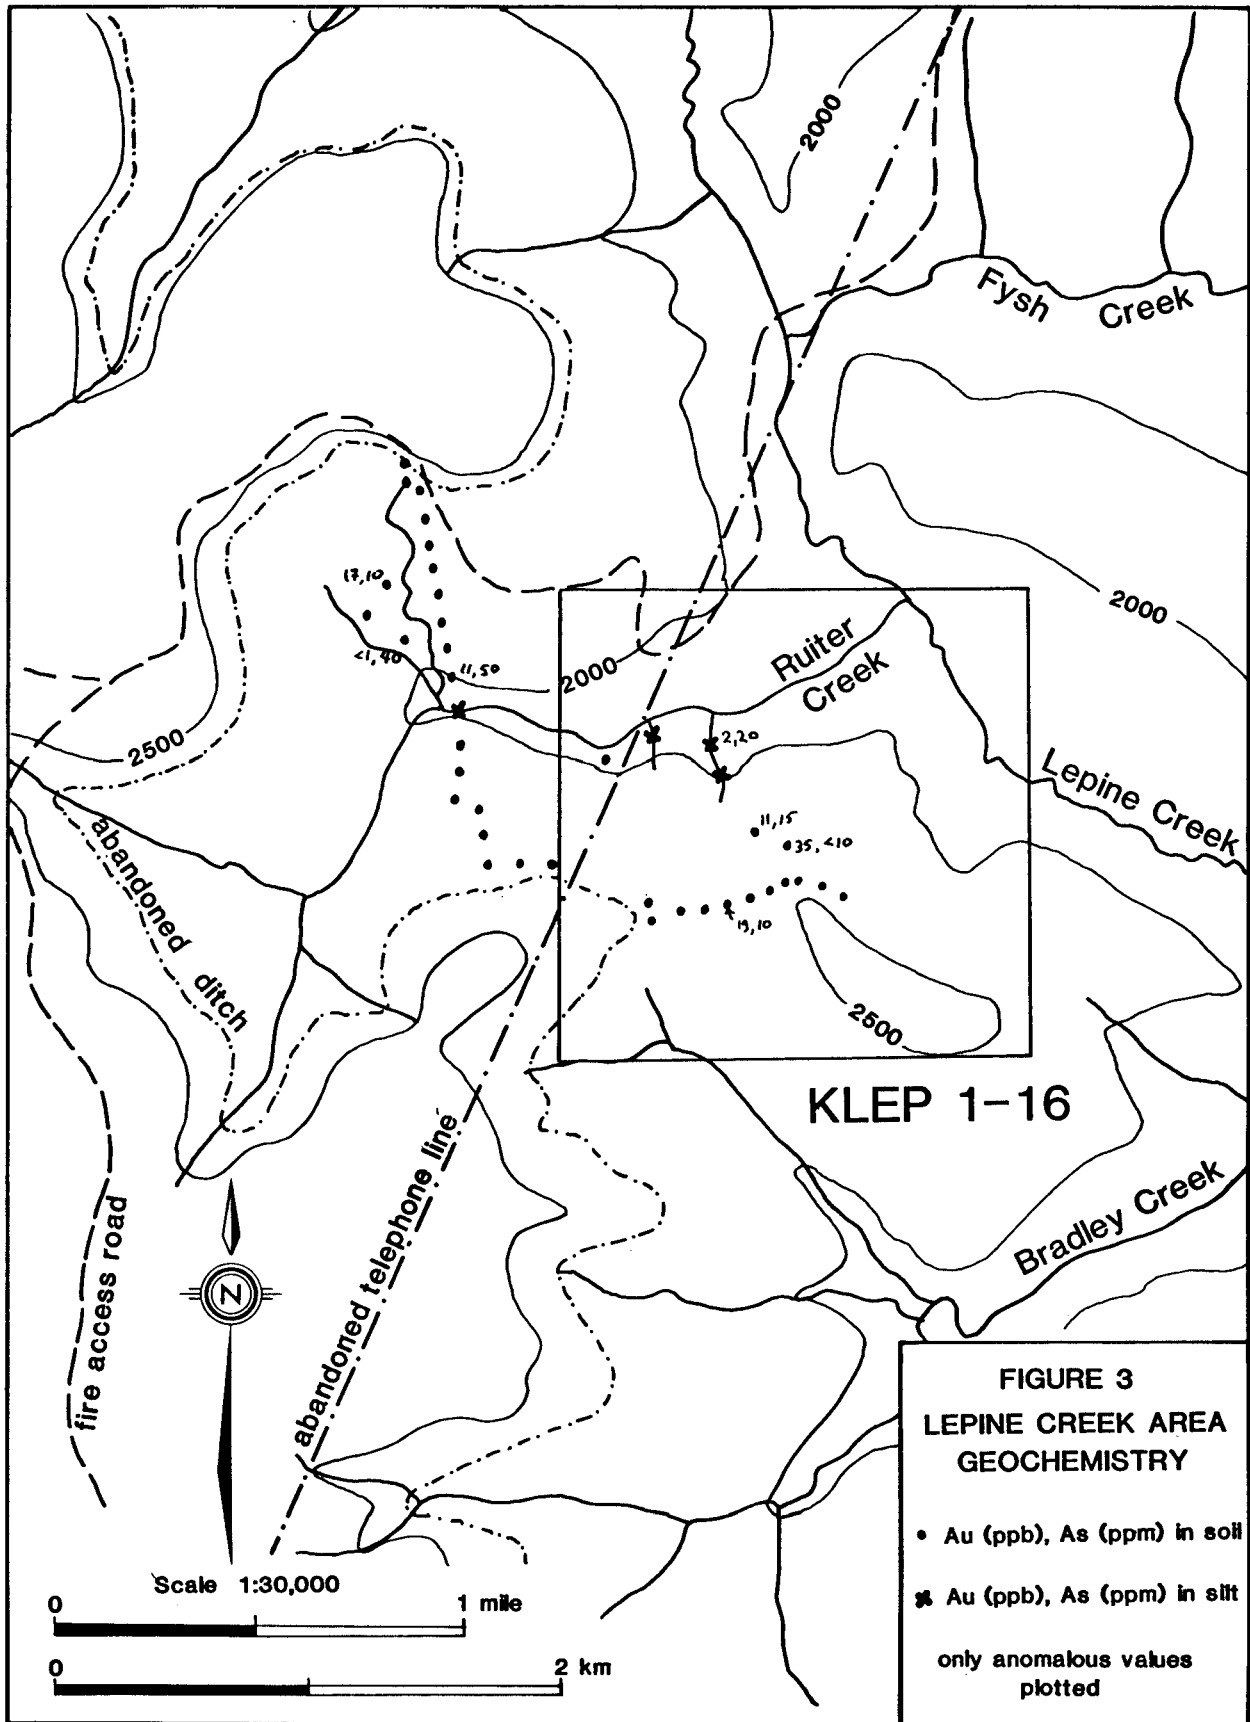 2000
Fysh Creek
17,10
<1,40
11,50
2000
Ruiter
Creek
2000
2500
2,20
Lepine Creek
11,15
35,<10
19,10
abandoned ditch
2500
KLEP 1-16
Bradley Creek
fire access road
N
abandoned telephone line
Scale 1:30,000
0 1 mile
0 2 km
FIGURE 3
LEPINE CREEK AREA
GEOCHEMISTRY
Au (ppb), As (ppm) in soil
Au (ppb), As (ppm) in silt
only anomalous values
plotted